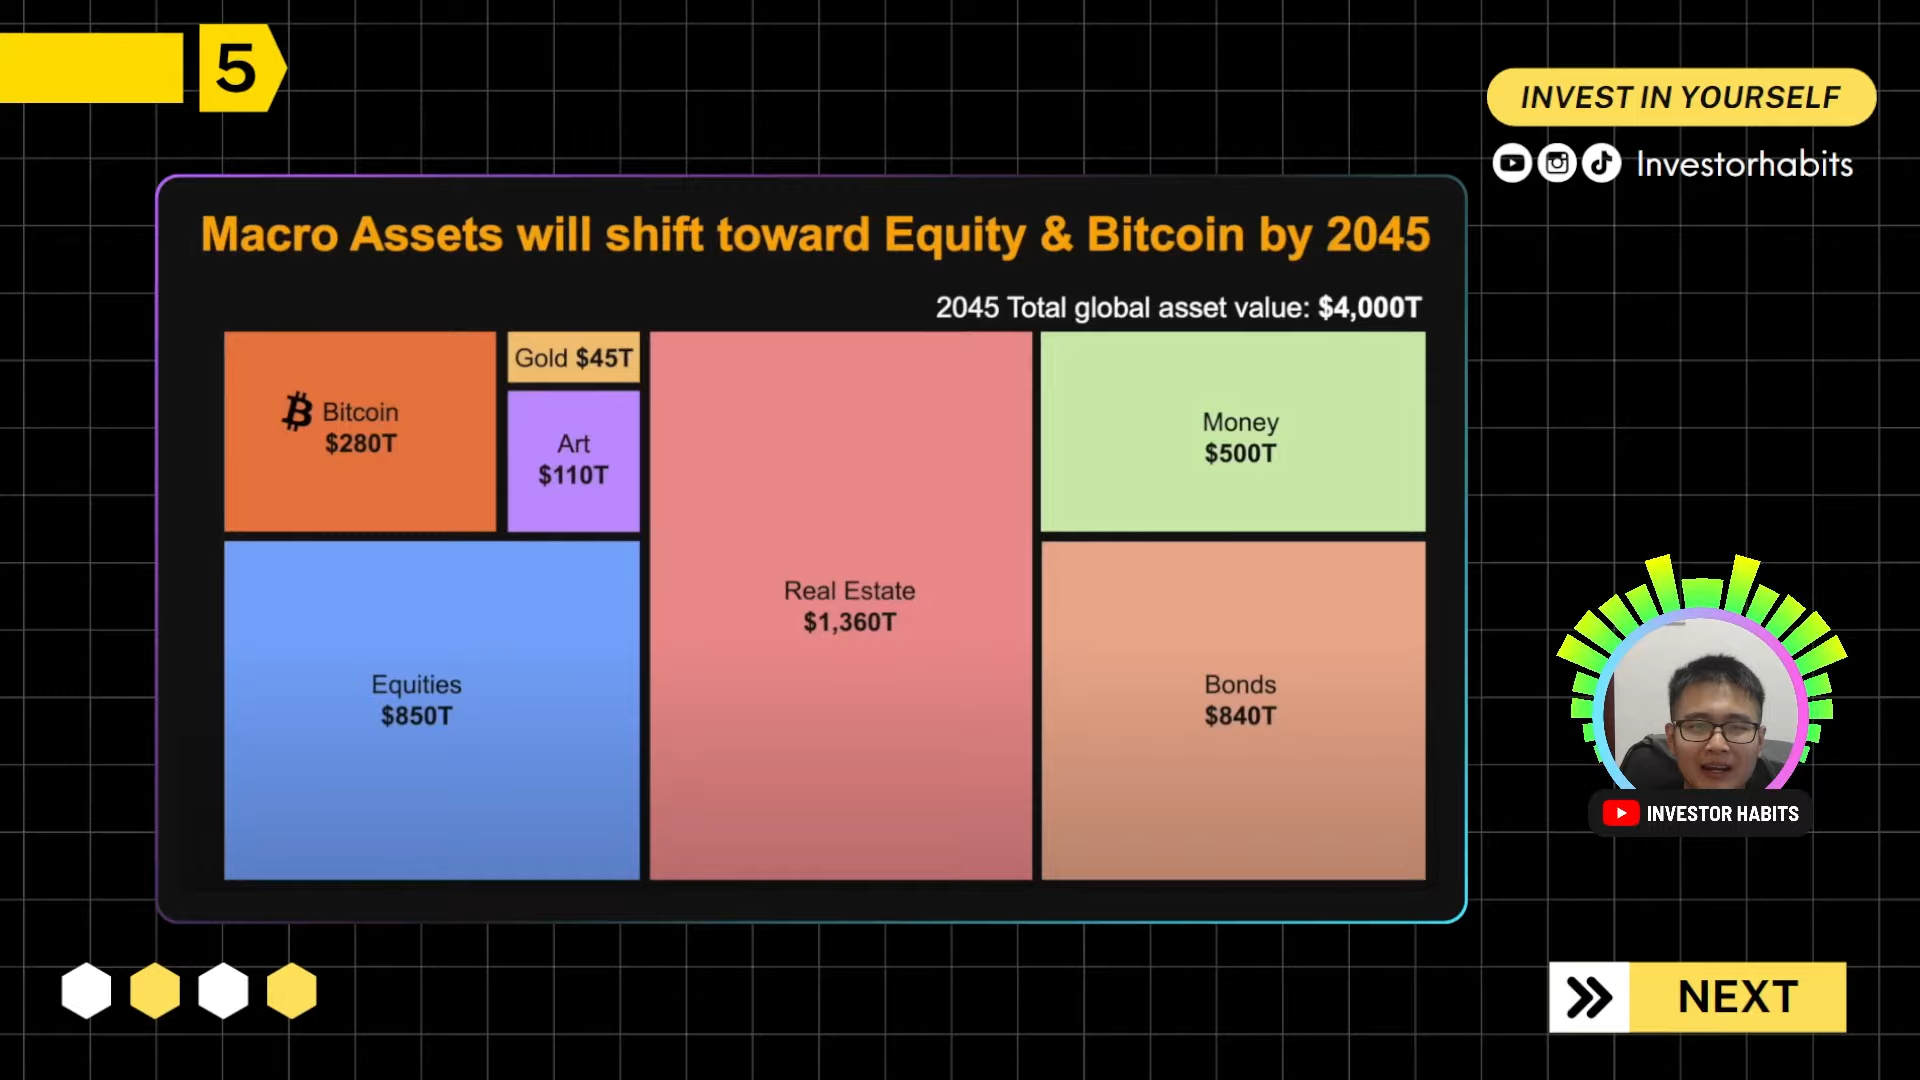 5
INVEST IN YOURSELF
Investorhabits
Macro Assets will shift toward Equity & Bitcoin by 2045
2045 Total global asset value: $4,000T
Bitcoin
$280T
Gold $45T
Art
$110T
Real Estate
$1,360T
Money
$500T
Equities
$850T
Bonds
$840T
INVESTOR HABITS
NEXT